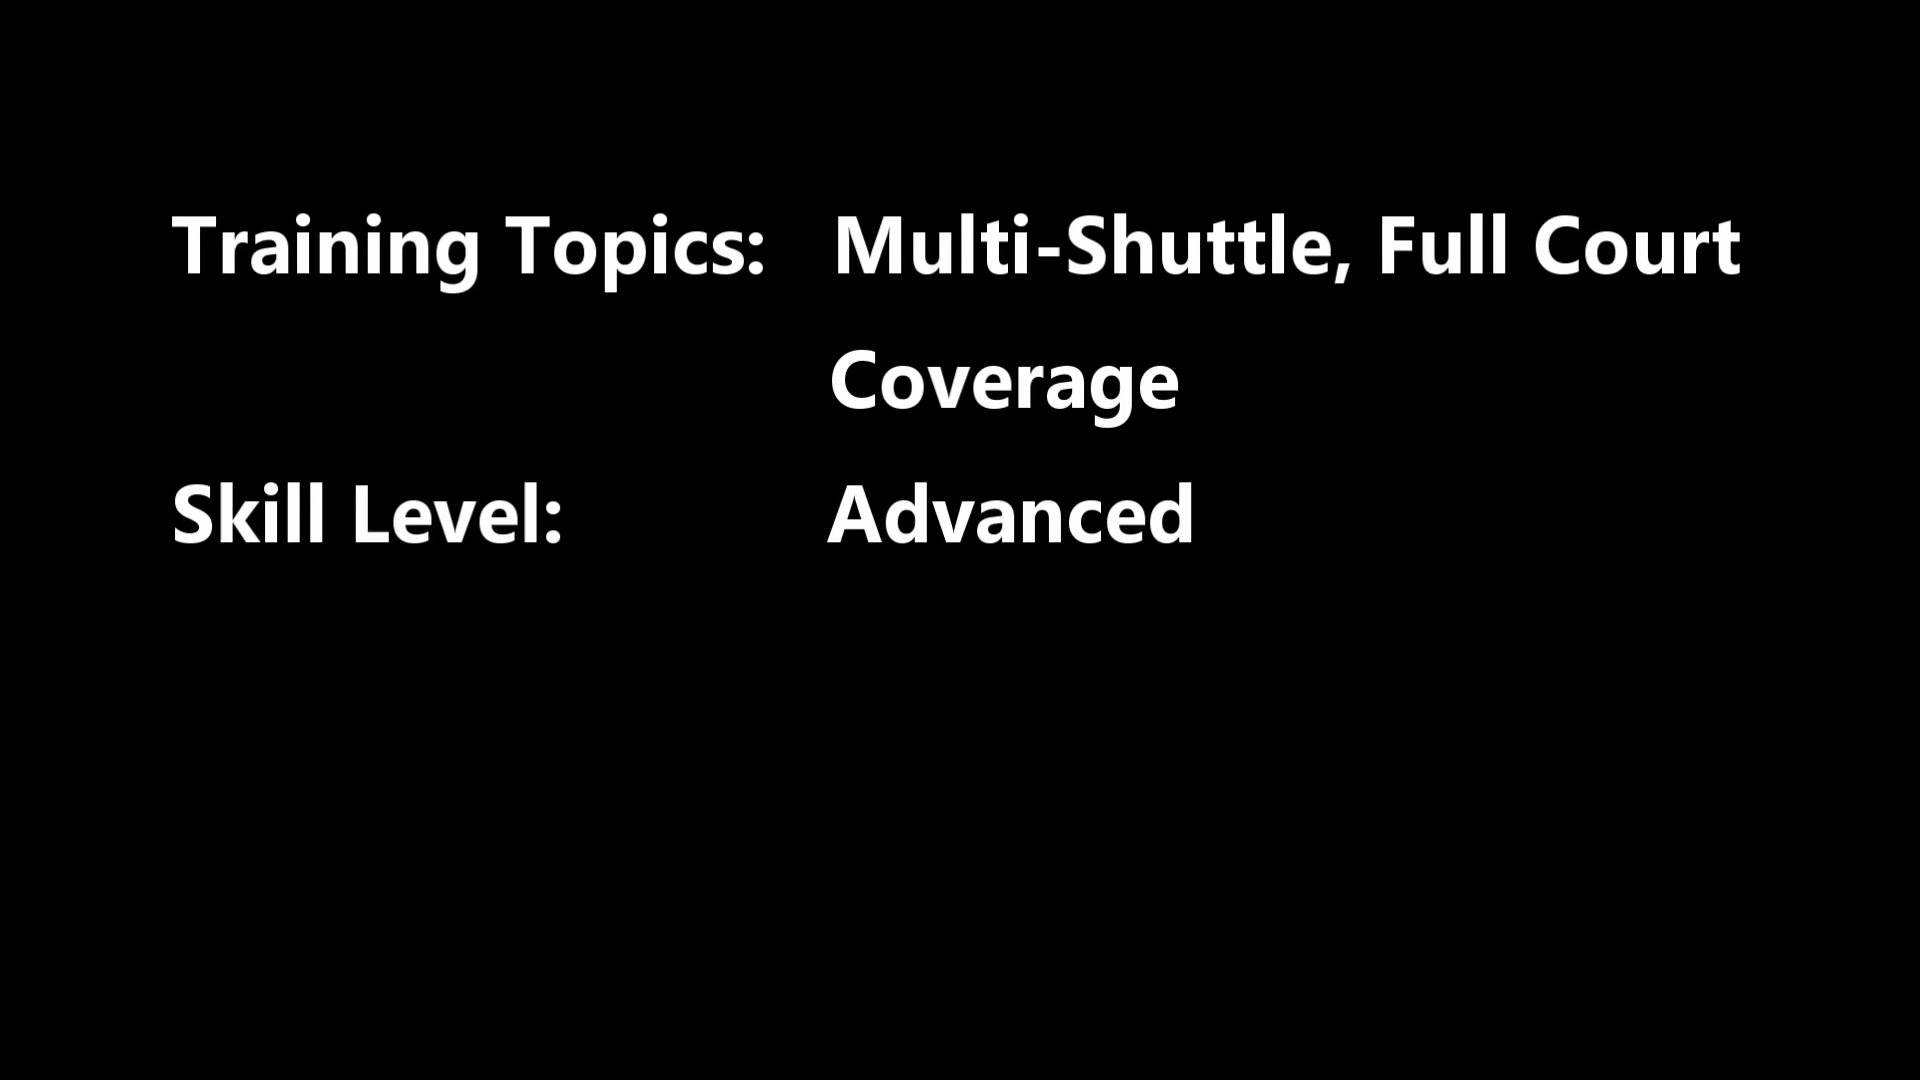 Training Topics: Multi-Shuttle, Full Court
Coverage
Skill Level: Advanced